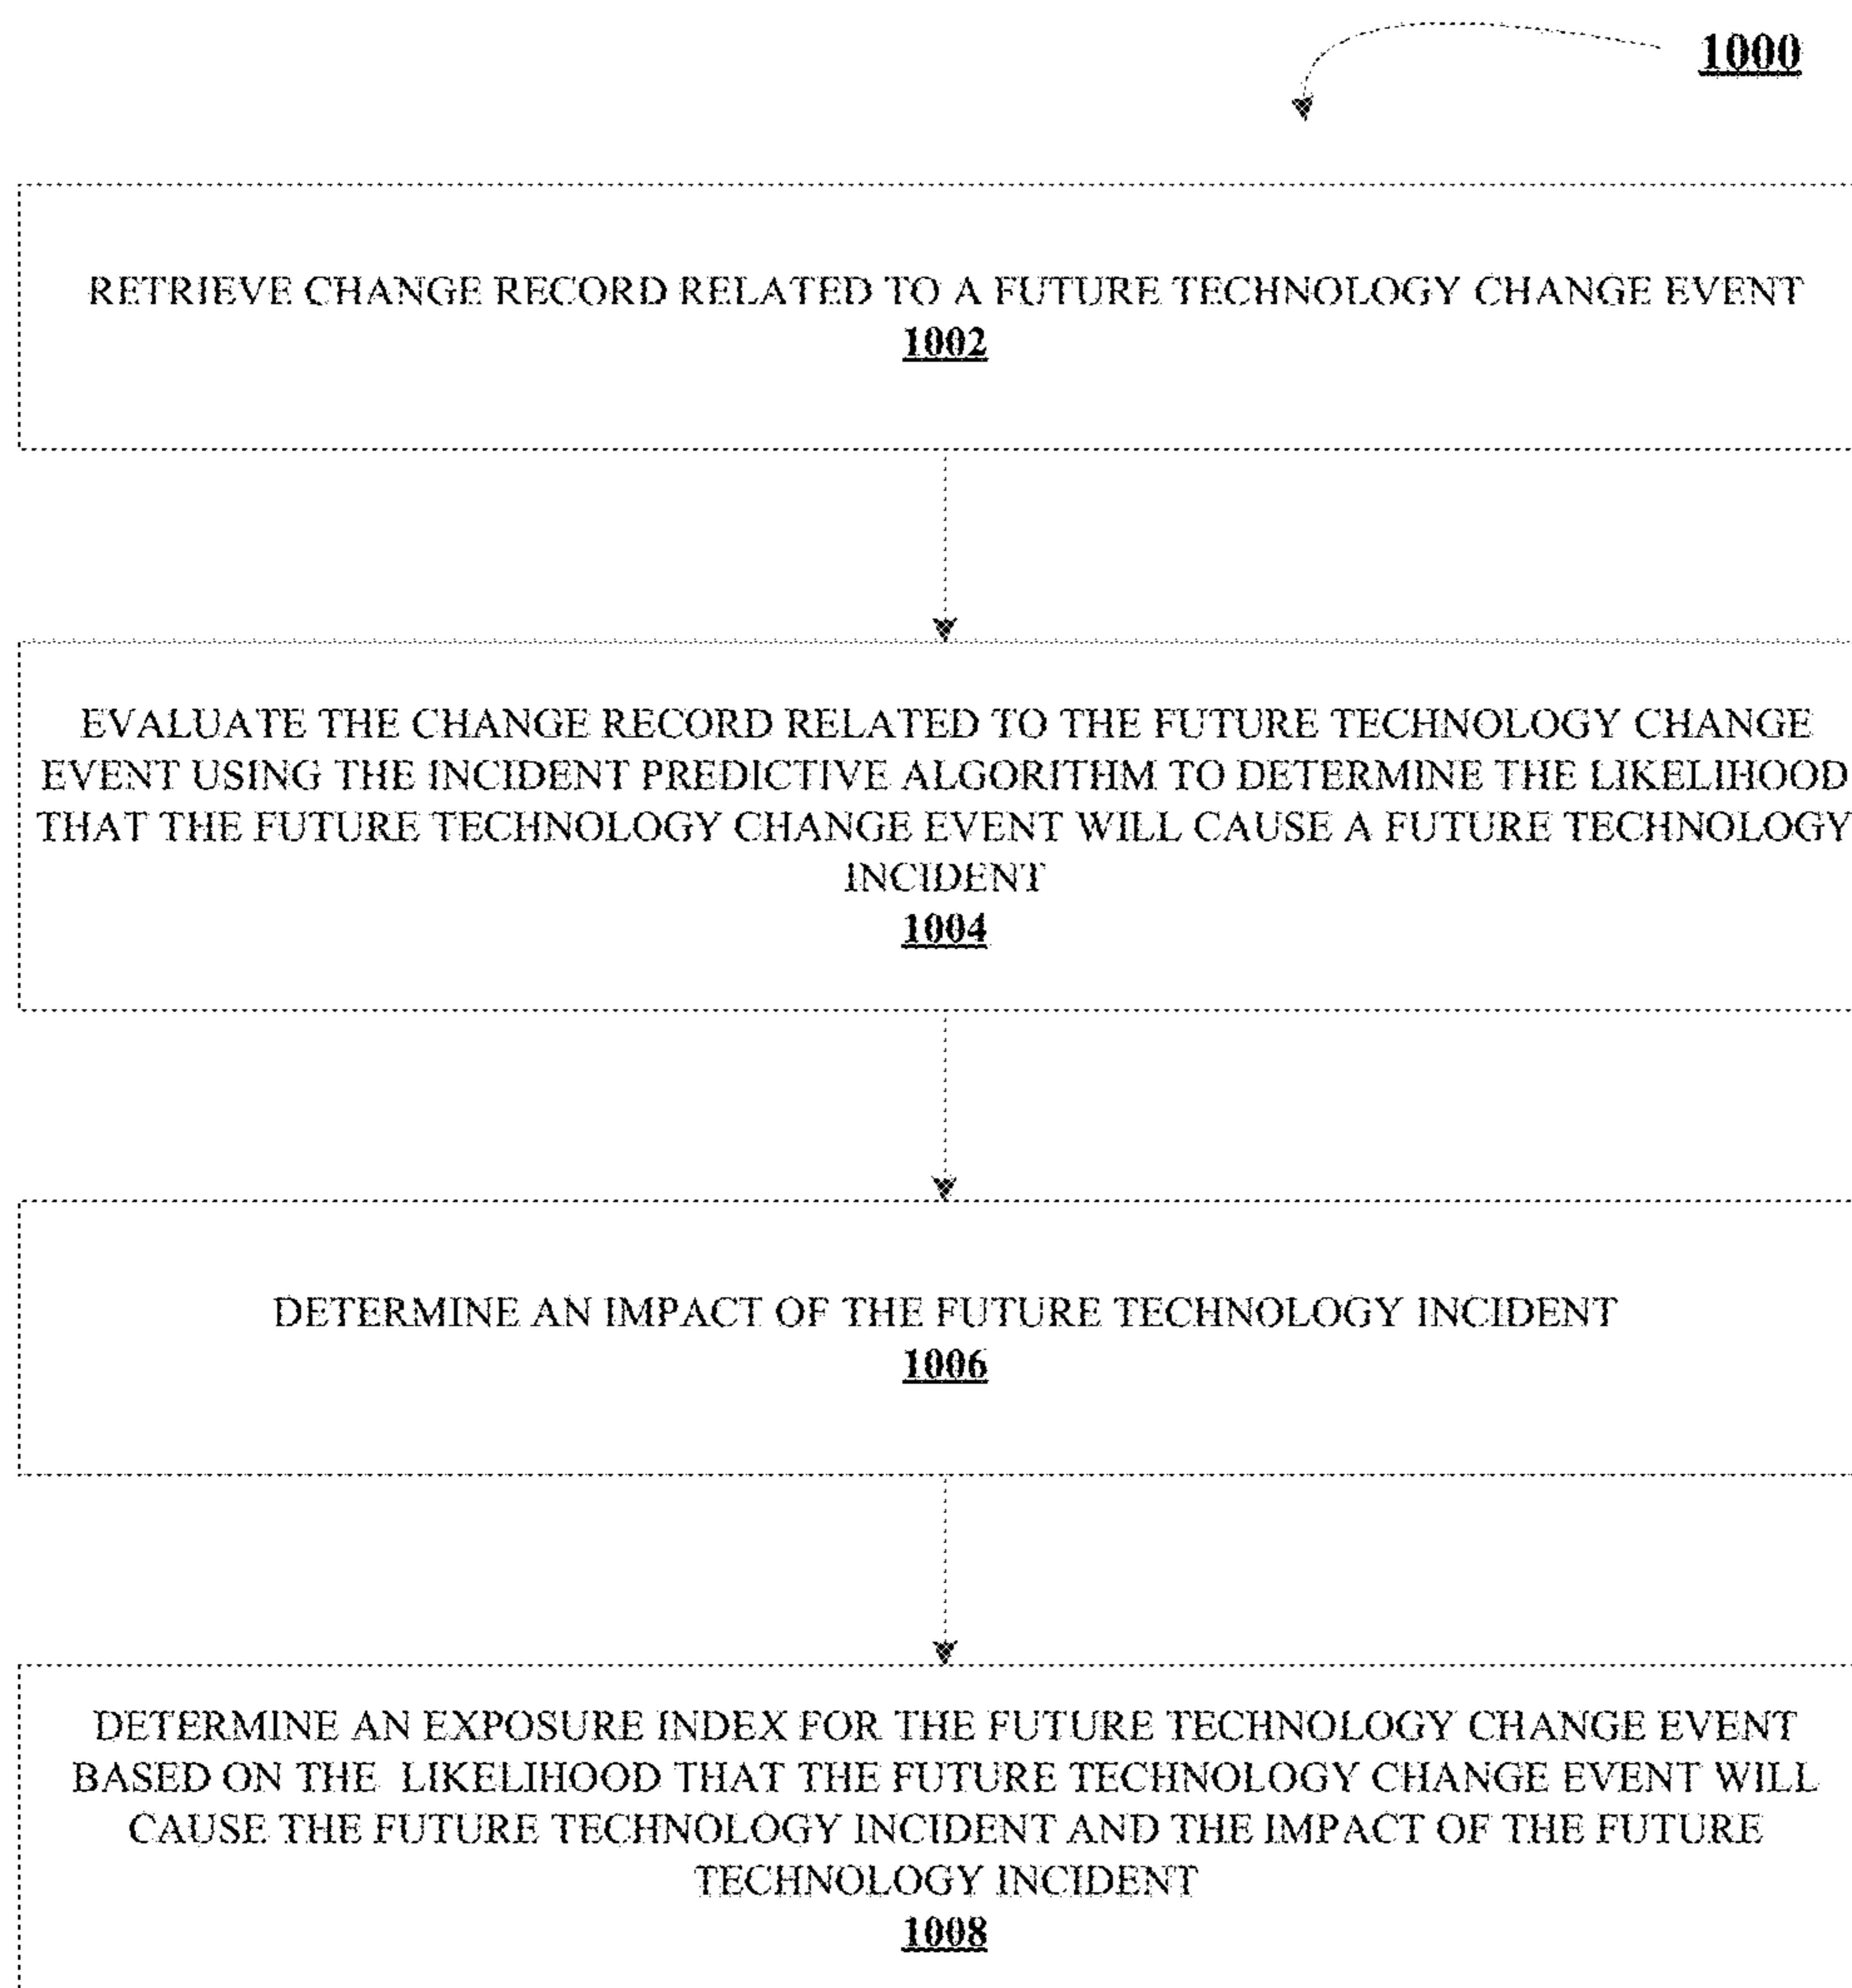 1000
RETRIEVE CHANGE RECORD RELATED TO A FUTURE TECHNOLOGY CHANGE EVENT
1002
EVALUATE THE CHANGE RECORD RELATED TO THE FUTURE TECHNOLOGY CHANGE
EVENT USING THE INCIDENT PREDICTIVE ALGORITHM TO DETERMINE THE LIKELIHOOD
THAT THE FUTURE TECHNOLOGY CHANGE EVENT WILL CAUSE A FUTURE TECHNOLOGY
INCIDENT
1004
DETERMINE AN IMPACT OF THE FUTURE TECHNOLOGY INCIDENT
1006
DETERMINE AN EXPOSURE INDEX FOR THE FUTURE TECHNOLOGY CHANGE EVENT
BASED ON THE LIKELIHOOD THAT THE FUTURE TECHNOLOGY CHANGE EVENT WILL
CAUSE THE FUTURE TECHNOLOGY INCIDENT AND THE IMPACT OF THE FUTURE
TECHNOLOGY INCIDENT
1008